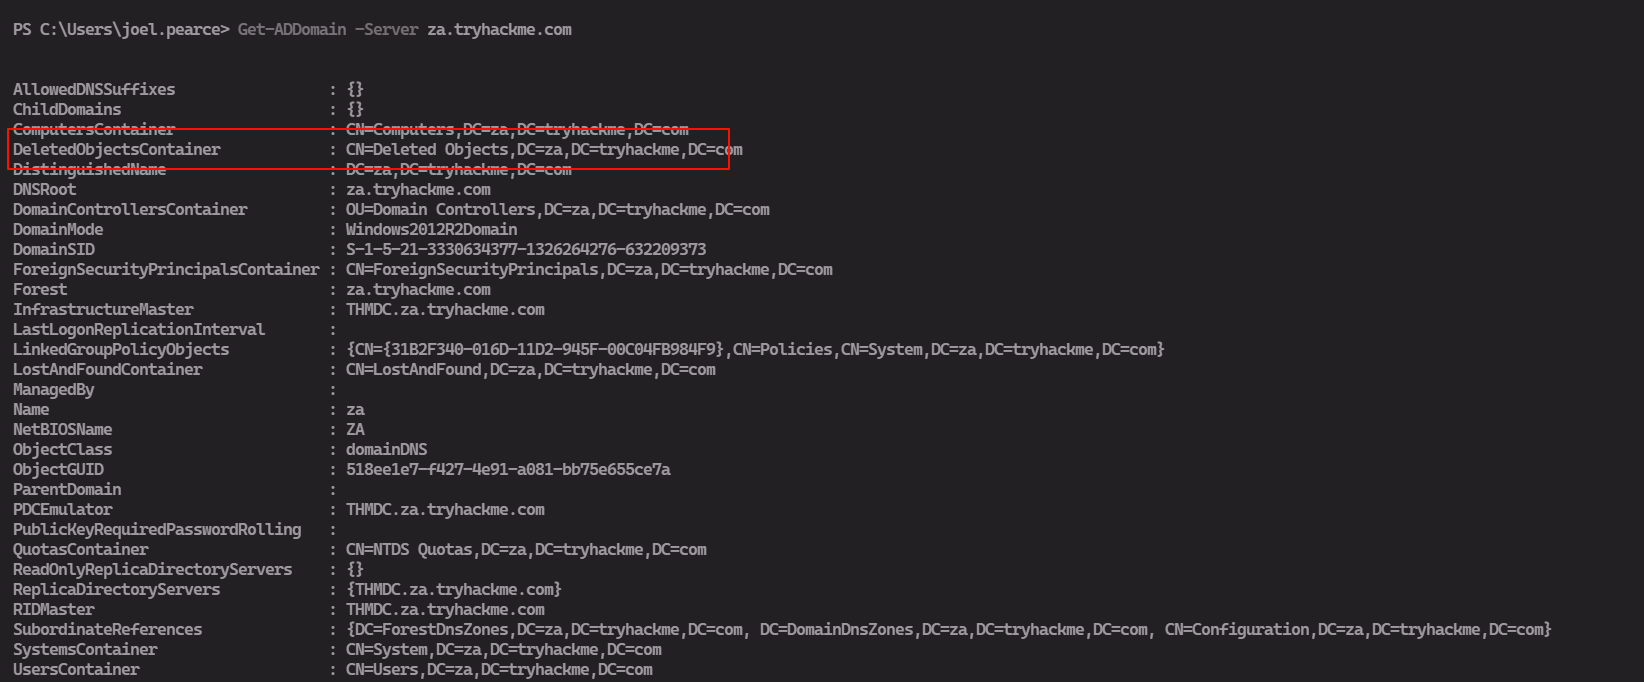 PS C:\Users\joel.pearce> Get-ADDomain -Server za.tryhackme.com
AllowedDNSSuffixes : {}
ChildDomains : {}
ComputersContainer : CN=Computers,DC=za,DC=tryhackme,DC=com
DeletedObjectsContainer : CN=Deleted Objects,DC=za,DC=tryhackme,DC=com
DistinguishedName : DC=za,DC=tryhackme,DC=com
DNSRoot : za.tryhackme.com
DomainControllersContainer : OU=Domain Controllers,DC=za,DC=tryhackme,DC=com
DomainMode : Windows2012R2Domain
DomainSID : S-1-5-21-3330634377-1326264276-632209373
ForeignSecurityPrincipalsContainer : CN=ForeignSecurityPrincipals,DC=za,DC=tryhackme,DC=com
Forest : za.tryhackme.com
InfrastructureMaster : THMDC.za.tryhackme.com
LastLogonReplicationInterval :
LinkedGroupPolicyObjects : {CN={31B2F340-016D-11D2-945F-00C04FB984F9},CN=Policies,CN=System,DC=za,DC=tryhackme,DC=com}
LostAndFoundContainer : CN=LostAndFound,DC=za,DC=tryhackme,DC=com
ManagedBy :
Name : za
NetBIOSName : ZA
ObjectClass : domainDNS
ObjectGUID : 518ee1e7-f427-4e91-a081-bb75e655ce7a
ParentDomain :
PDCEmulator : THMDC.za.tryhackme.com
PublicKeyRequiredPasswordRolling :
QuotasContainer : CN=NTDS Quotas,DC=za,DC=tryhackme,DC=com
ReadOnlyReplicaDirectoryServers : {}
ReplicaDirectoryServers : {THMDC.za.tryhackme.com}
RIDMaster : THMDC.za.tryhackme.com
SubordinateReferences : {DC=ForestDnsZones,DC=za,DC=tryhackme,DC=com, DC=DomainDnsZones,DC=za,DC=tryhackme,DC=com, CN=Configuration,DC=za,DC=tryhackme,DC=com}
SystemsContainer : CN=System,DC=za,DC=tryhackme,DC=com
UsersContainer : CN=Users,DC=za,DC=tryhackme,DC=com